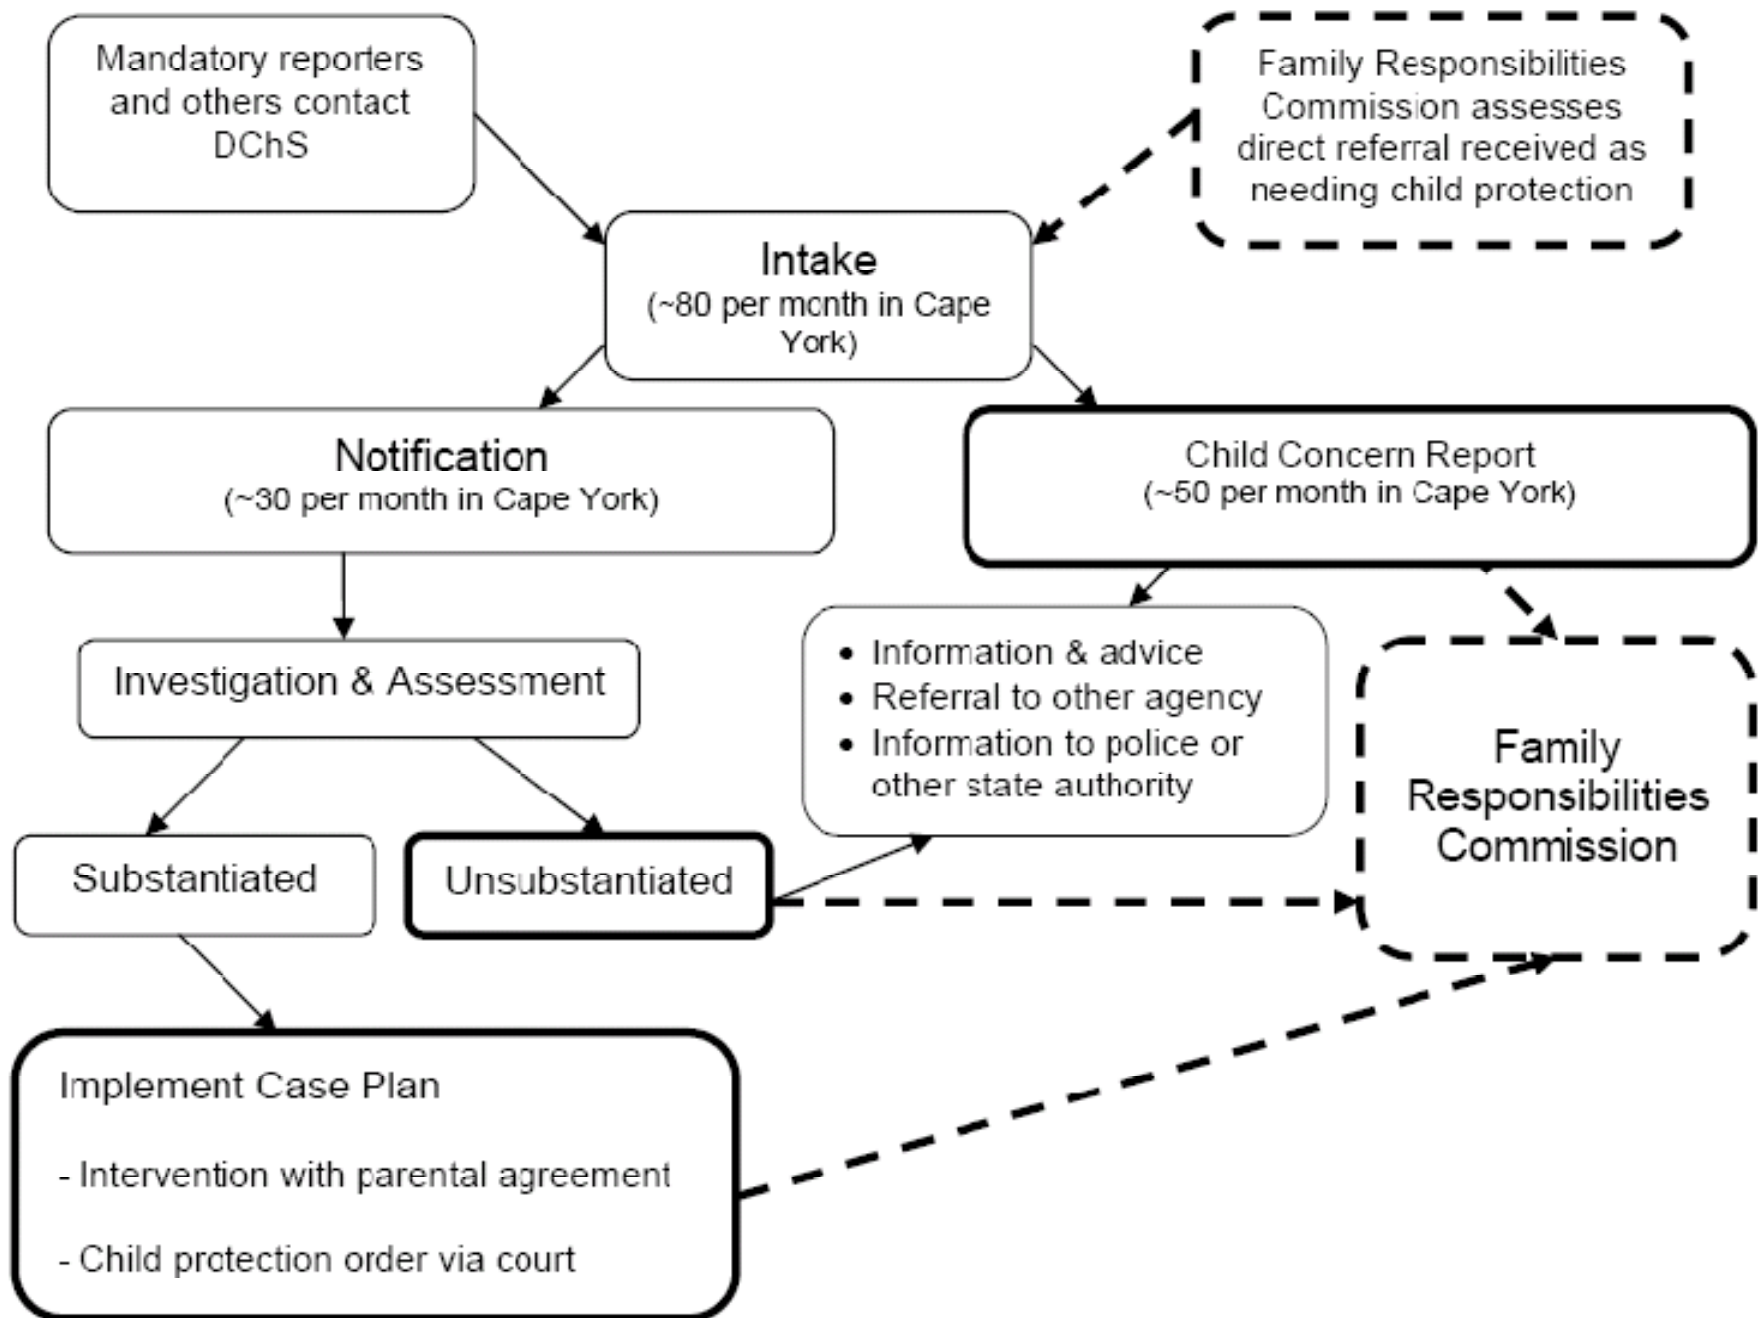 Mandatory reporters
and others contact
DChS
Family Responsibilities
Commission assesses
direct referral received as
needing child protection
Intake
(~80 per month in Cape
York)
Notification
(~30 per month in Cape York)
Child Concern Report
(~50 per month in Cape York)
Investigation & Assessment
• Information & advice
• Referral to other agency
• Information to police or
other state authority
Family
Responsibilities
Commission
Substantiated
Unsubstantiated
Implement Case Plan
- Intervention with parental agreement
- Child protection order via court